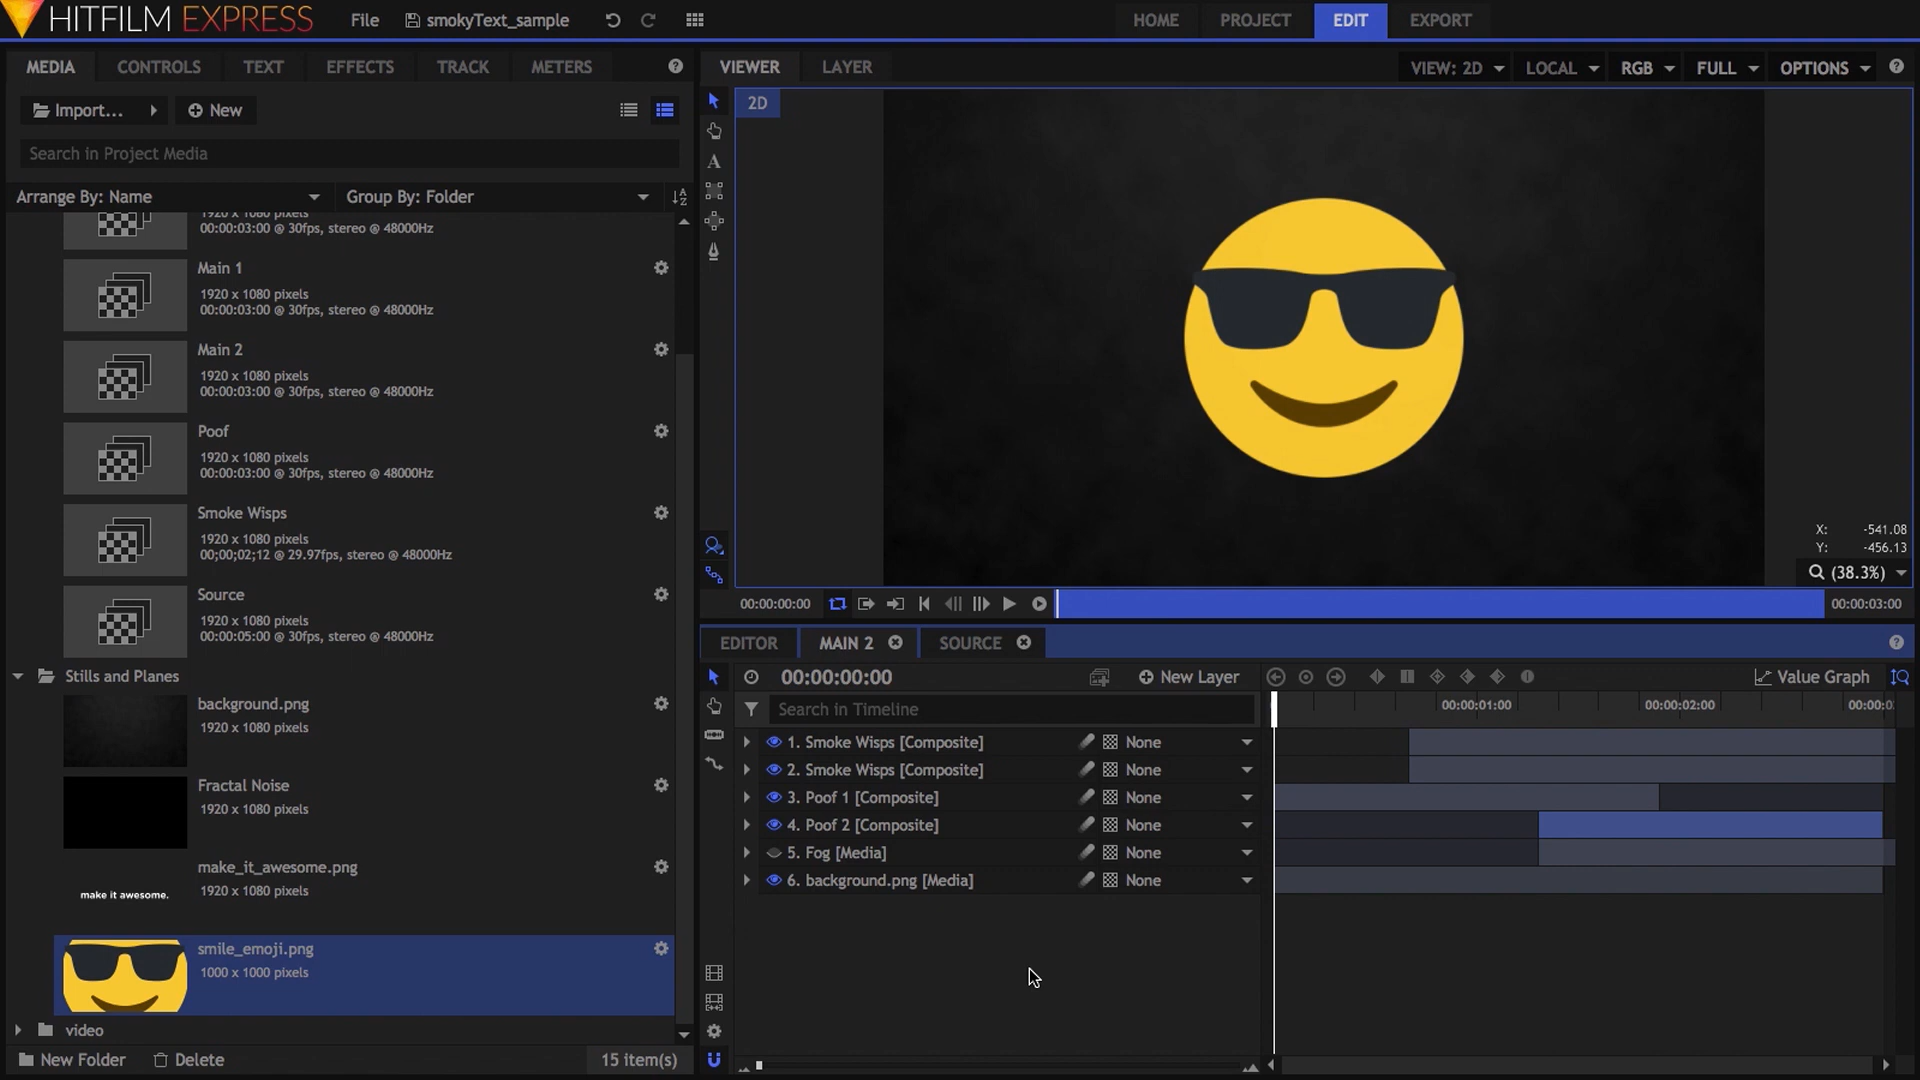 HITFILM EXPRESS
File
smokyText_sample
HOME
PROJECT
EDIT
EXPORT
MEDIA
CONTROLS
TEXT
EFFECTS
TRACK
METERS
Import...
New
Search in Project Media
Arrange By: Name
Group By: Folder
1920 x 1080 pixels
00:00:03:00 @ 30fps, stereo @ 48000Hz
Main 1
1920 x 1080 pixels
00:00:03:00 @ 30fps, stereo @ 48000Hz
Main 2
1920 x 1080 pixels
00:00:03:00 @ 30fps, stereo @ 48000Hz
Poof
1920 x 1080 pixels
00:00:03:00 @ 30fps, stereo @ 48000Hz
Smoke Wisps
1920 x 1080 pixels
00;00;02;12 @ 29.97fps, stereo @ 48000Hz
Source
1920 x 1080 pixels
00:00:05:00 @ 30fps, stereo @ 48000Hz
Stills and Planes
background.png
1920 x 1080 pixels
Fractal Noise
1920 x 1080 pixels
make_it_awesome.png
1920 x 1080 pixels
make it awesome.
smile_emoji.png
1000 x 1000 pixels
video
New Folder
Delete
15 item(s)
VIEWER
LAYER
VIEW: 2D
LOCAL
RGB
FULL
OPTIONS
2D
A
X: -541.08
Y: -456.13
(38.3%)
00:00:00:00
00:00:03:00
EDITOR
MAIN 2
SOURCE
00:00:00:00
New Layer
Value Graph
Search in Timeline
00:00:01:00
00:00:02:00
00:00:0
1. Smoke Wisps [Composite] None
2. Smoke Wisps [Composite] None
3. Poof 1 [Composite] None
4. Poof 2 [Composite] None
5. Fog [Media] None
6. background.png [Media] None